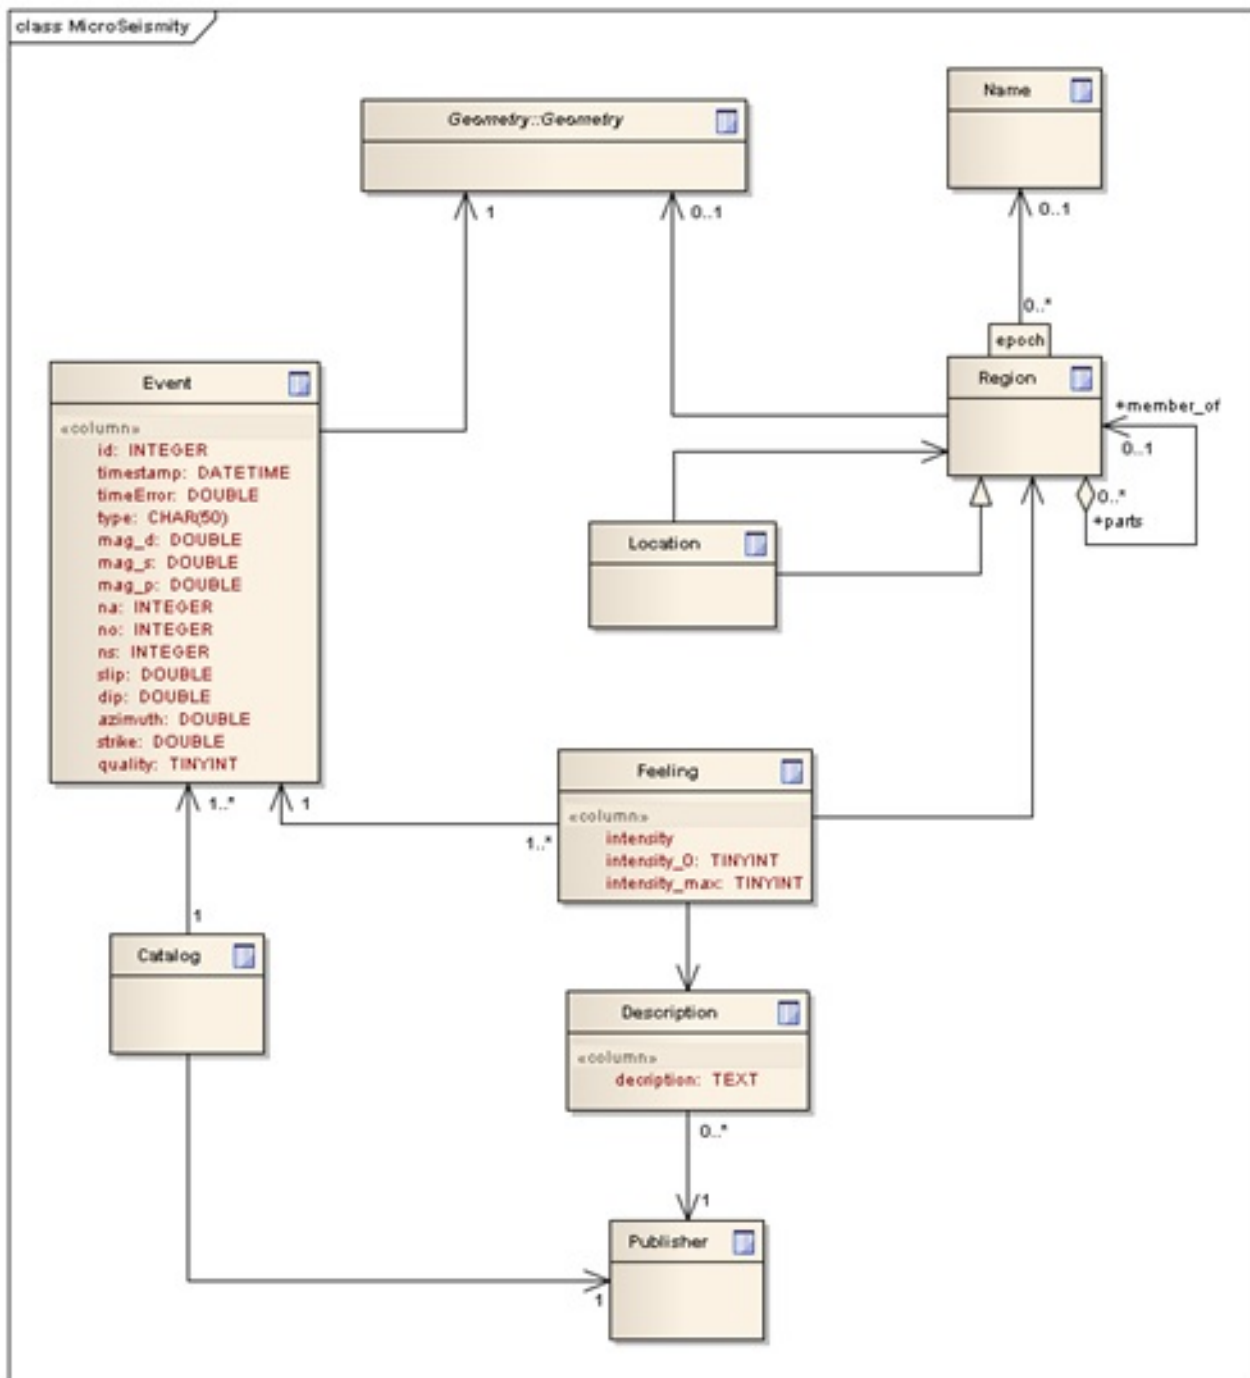 class MicroSeismity
Name
Geometry::Geometry
1
0..1
0..1
0..*
epoch
Region
+member_of
0..1
0..*
+parts
Event
«column»
id: INTEGER
timestamp: DATETIME
timeError: DOUBLE
type: CHAR(50)
mag_d: DOUBLE
mag_s: DOUBLE
mag_p: DOUBLE
na: INTEGER
no: INTEGER
ns: INTEGER
slip: DOUBLE
dip: DOUBLE
azimuth: DOUBLE
strike: DOUBLE
quality: TINYINT
Location
1..*
1
Feeling
«column»
intensity
intensity_0: TINYINT
intensity_max: TINYINT
1..*
1
Catalog
Description
«column»
decription: TEXT
0..*
1
Publisher
1